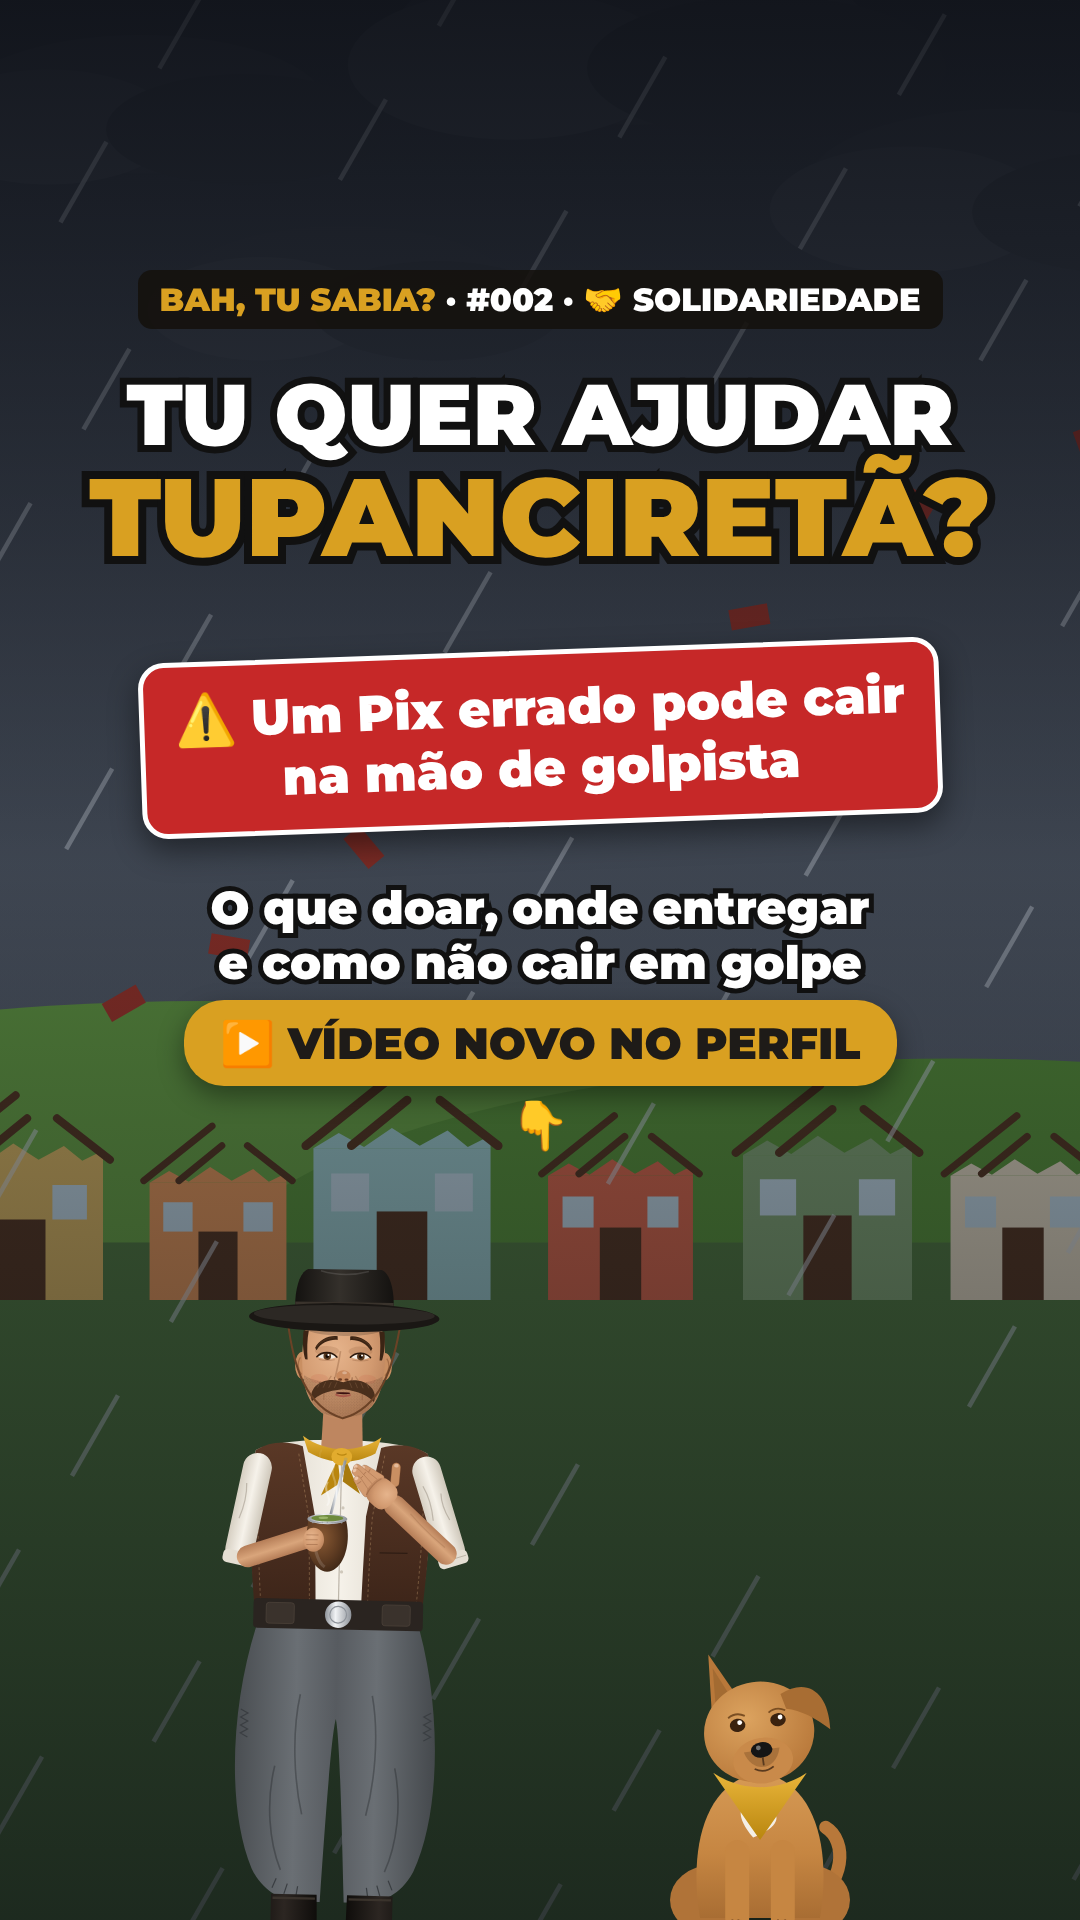 BAH, TU SABIA? • #002 • 🤝 SOLIDARIEDADE
TU QUER AJUDAR
TUPANCIRETÃ?
⚠️ Um Pix errado pode cair
na mão de golpista
O que doar, onde entregar
e como não cair em golpe
▶️ VÍDEO NOVO NO PERFIL
👇